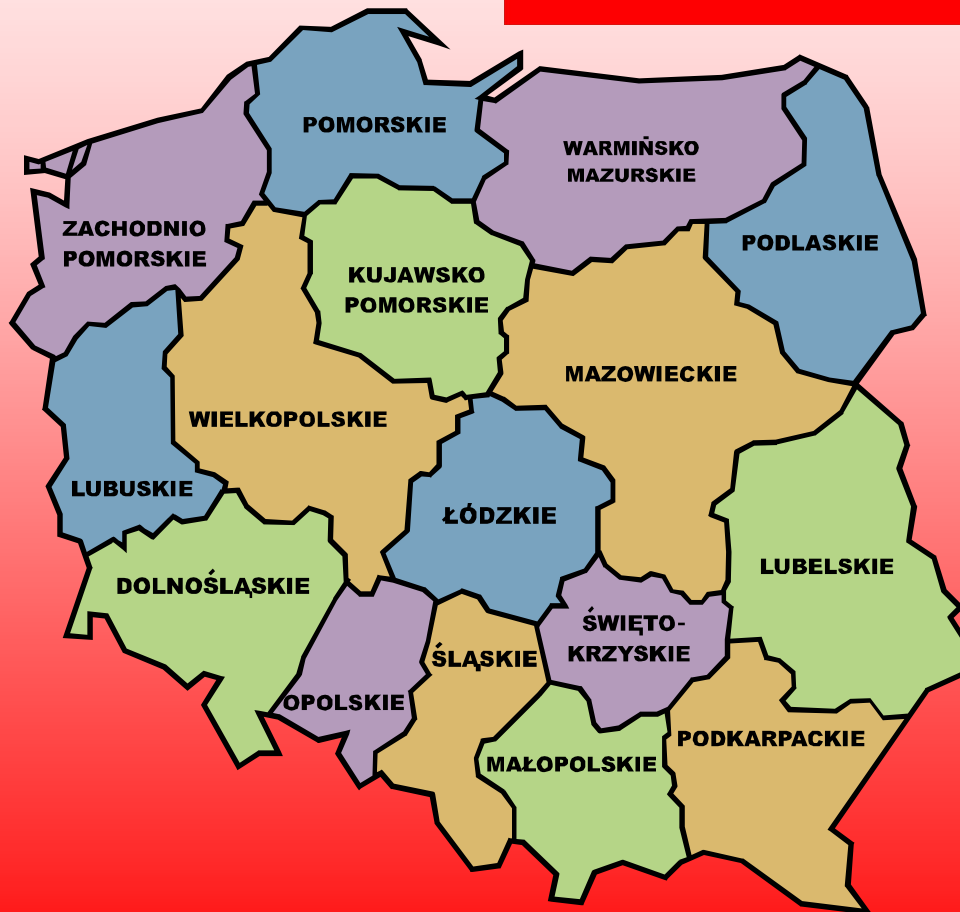 POMORSKIE
WARMIŃSKO
MAZURSKIE
ZACHODNIO
POMORSKIE
PODLASKIE
KUJAWSKO
POMORSKIE
MAZOWIECKIE
WIELKOPOLSKIE
LUBUSKIE
ŁÓDZKIE
LUBELSKIE
DOLNOŚLĄSKIE
ŚWIĘTO-
KRZYSKIE
ŚLĄSKIE
OPOLSKIE
PODKARPACKIE
MAŁOPOLSKIE